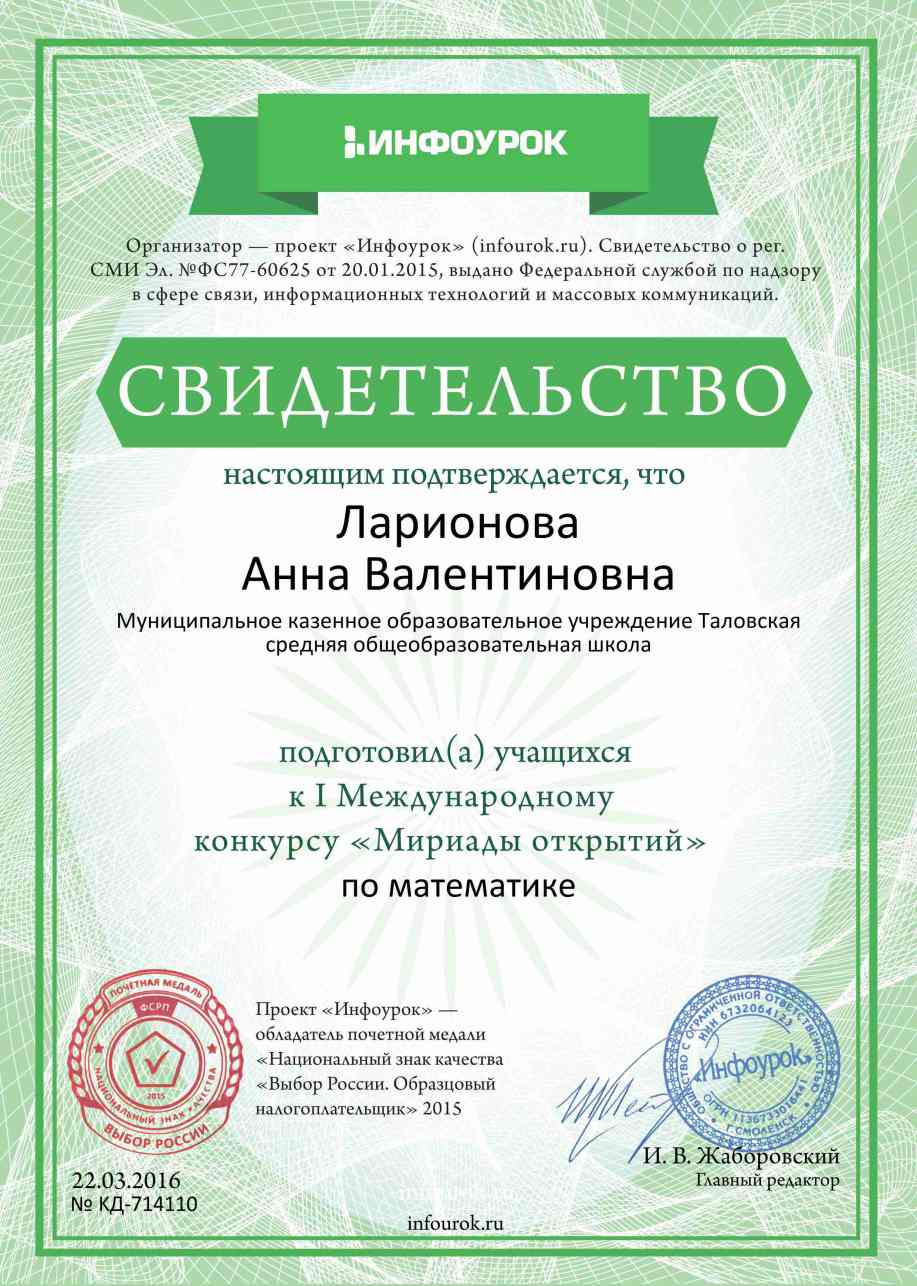 ИНФОУРОК
Организатор — проект «Инфоурок» (infourok.ru). Свидетельство о рег.
СМИ Эл. №ФС77-60625 от 20.01.2015, выдано Федеральной службой по надзору
в сфере связи, информационных технологий и массовых коммуникаций.
СВИДЕТЕЛЬСТВО
настоящим подтверждается, что
Ларионова
Анна Валентиновна
Муниципальное казенное образовательное учреждение Таловская
средняя общеобразовательная школа
подготовил(а) учащихся
к I Международному
конкурсу «Мириады открытий»
по математике
ПОЧЕТНАЯ МЕДАЛЬ
ФСРП
2015
НАЦИОНАЛЬНЫЙ ЗНАК КАЧЕСТВА
ВЫБОР РОССИИ
Проект «Инфоурок» —
обладатель почетной медали
«Национальный знак качества
«Выбор России. Образцовый
налогоплательщик» 2015
ОГРАНИЧЕННОЙ ОТВЕТСТВЕННОСТЬЮ
ИНН 6732064123
«Инфоурок»
ОГРН
Г.СМОЛЕНСК
И. В. Жаборовский
Главный редактор
22.03.2016
№ КД-714110
infourok.ru